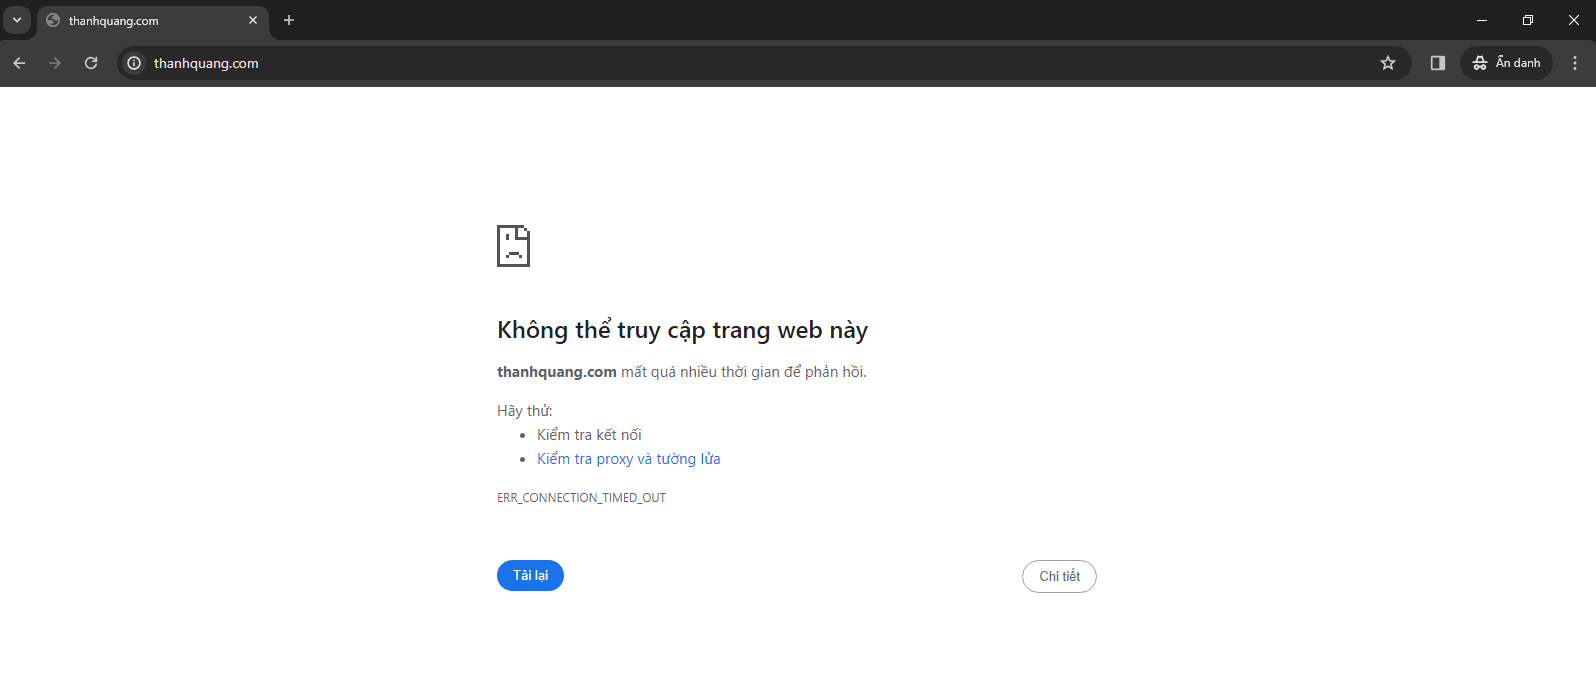 thanhquang.com
thanhquang.com
Ẩn danh
Không thể truy cập trang web này
thanhquang.com mất quá nhiều thời gian để phản hồi.
Hãy thử:
Kiểm tra kết nối
Kiểm tra proxy và tường lửa
ERR_CONNECTION_TIMED_OUT
Tải lại
Chi tiết